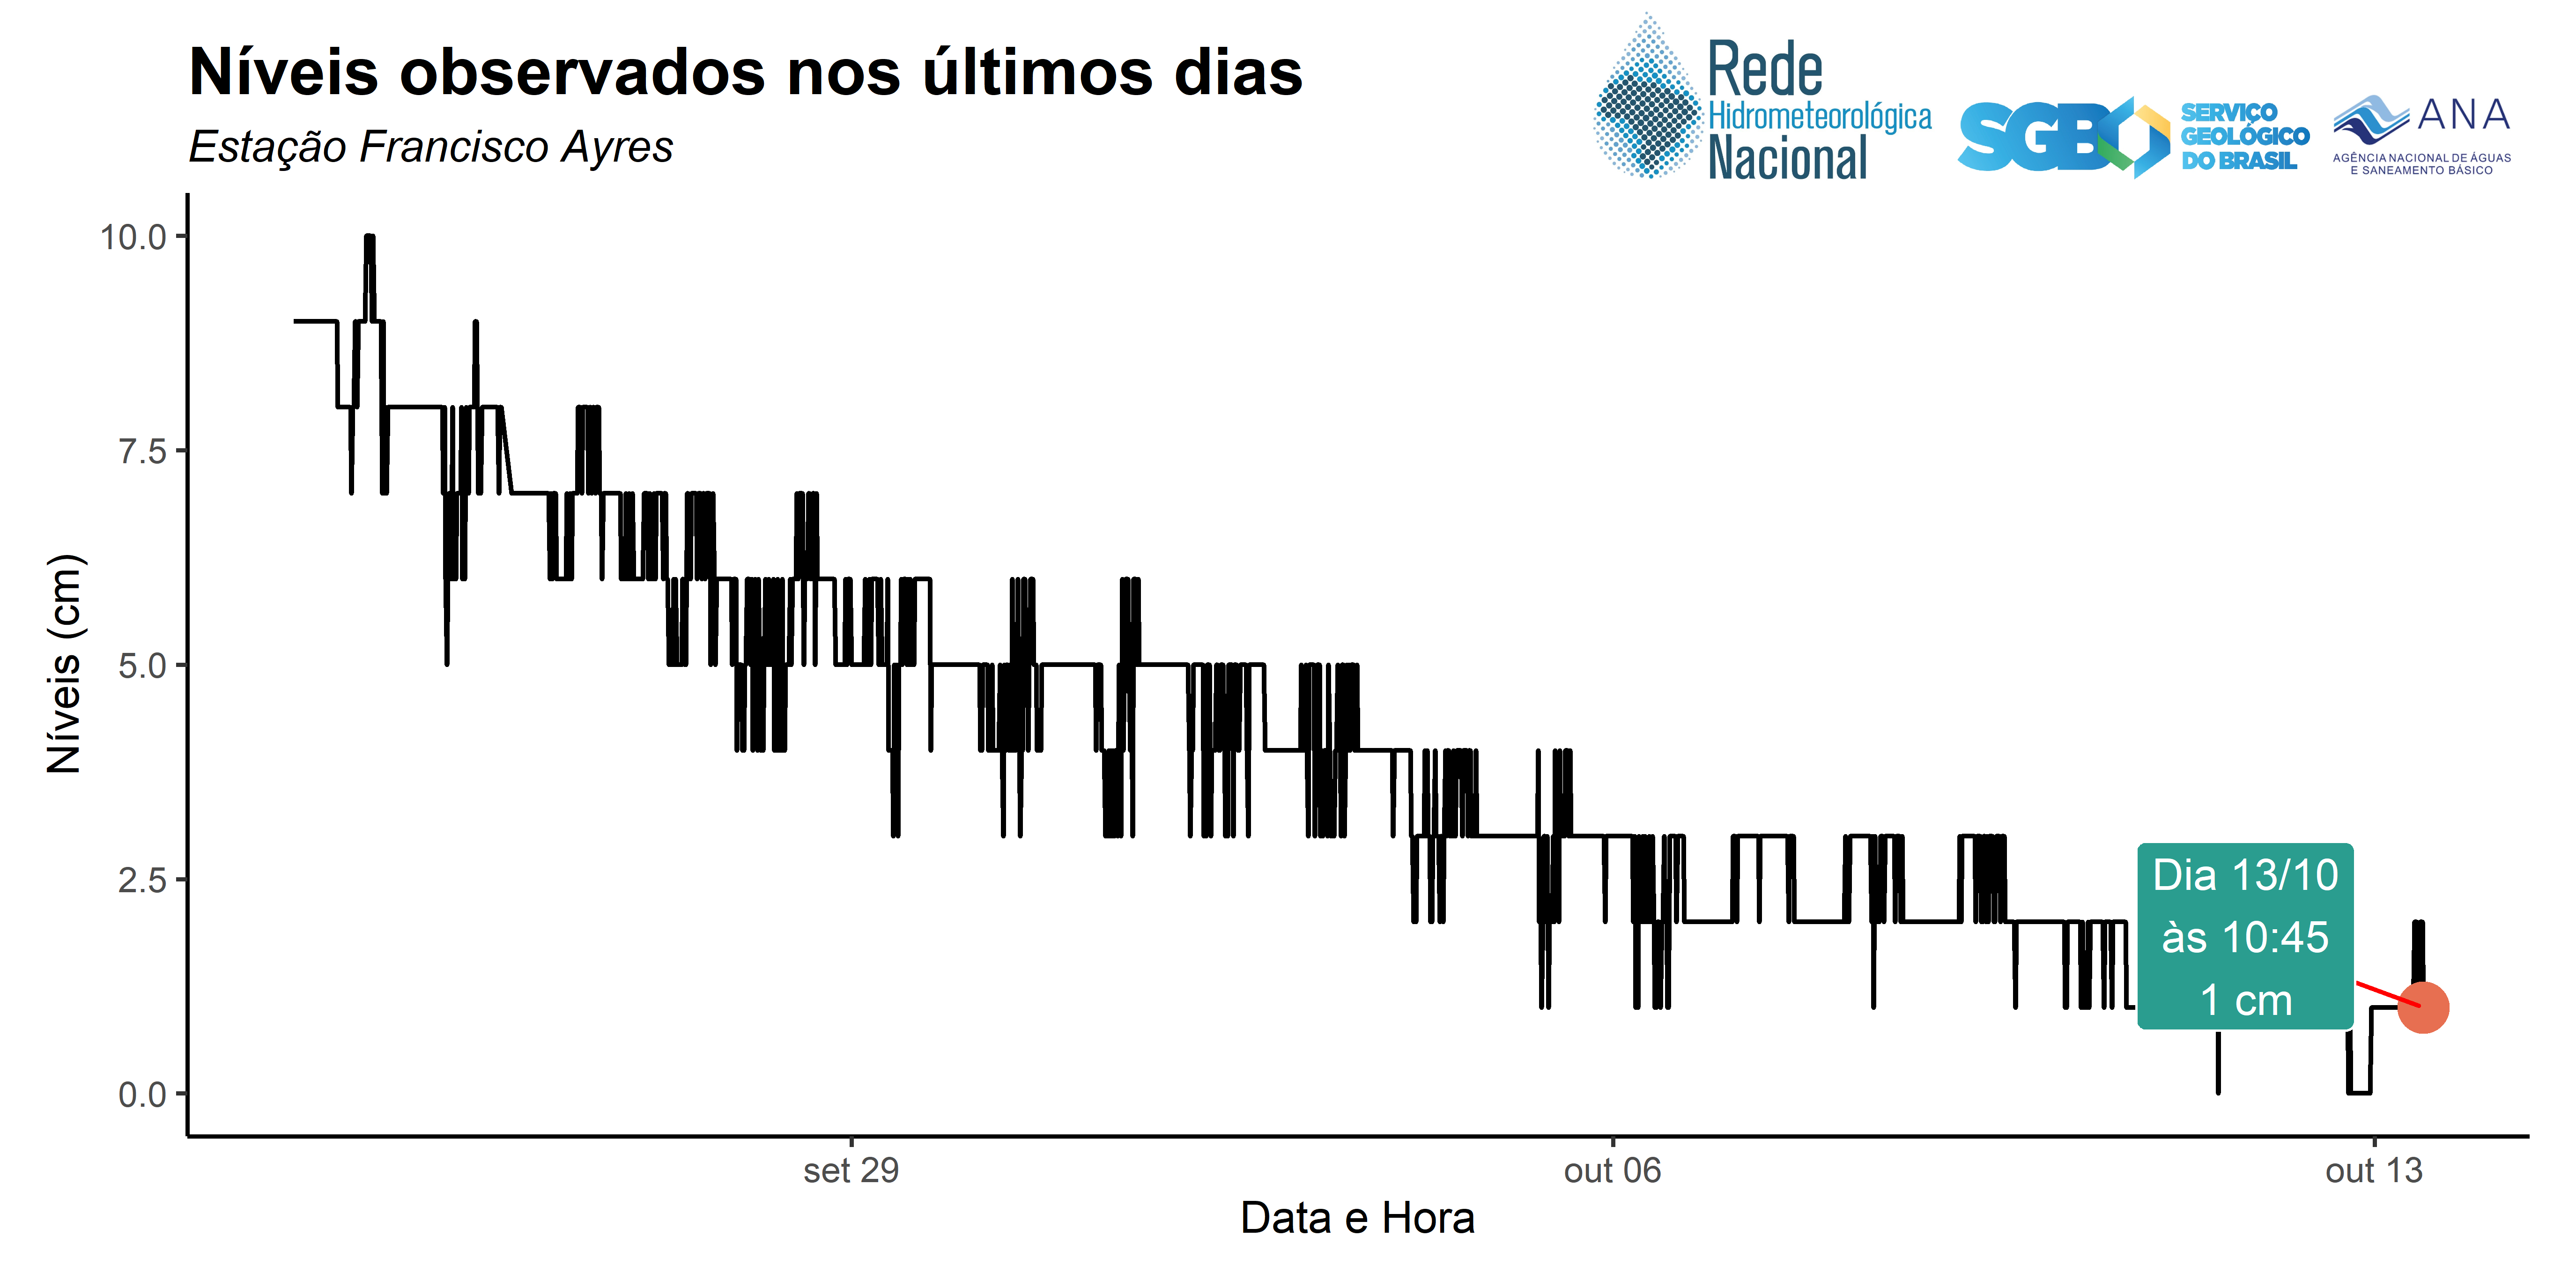 Níveis observados nos últimos dias
Estação Francisco Ayres
Rede
Hidrometeorológica
Nacional
SGB
SERVIÇO
GEOLÓGICO
DO BRASIL
ANA
AGÊNCIA NACIONAL DE ÁGUAS
E SANEAMENTO BÁSICO
Níveis (cm)
10.0
7.5
5.0
2.5
0.0
Dia 13/10
às 10:45
1 cm
set 29
out 06
out 13
Data e Hora